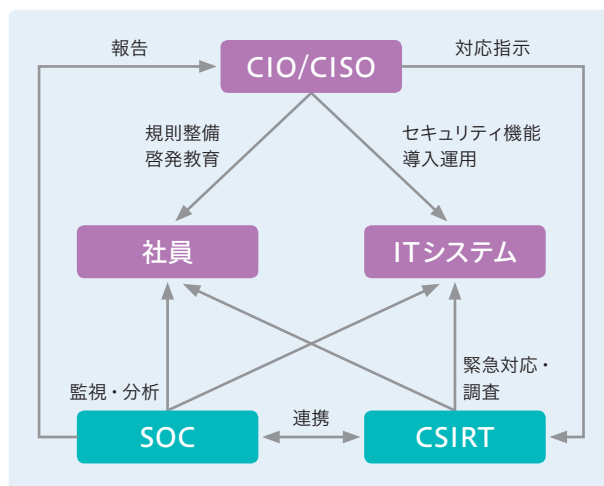 報告
CIO/CISO
対応指示
規則整備
啓発教育
セキュリティ機能
導入運用
社員
ITシステム
監視・分析
緊急対応・
調査
SOC
連携
CSIRT